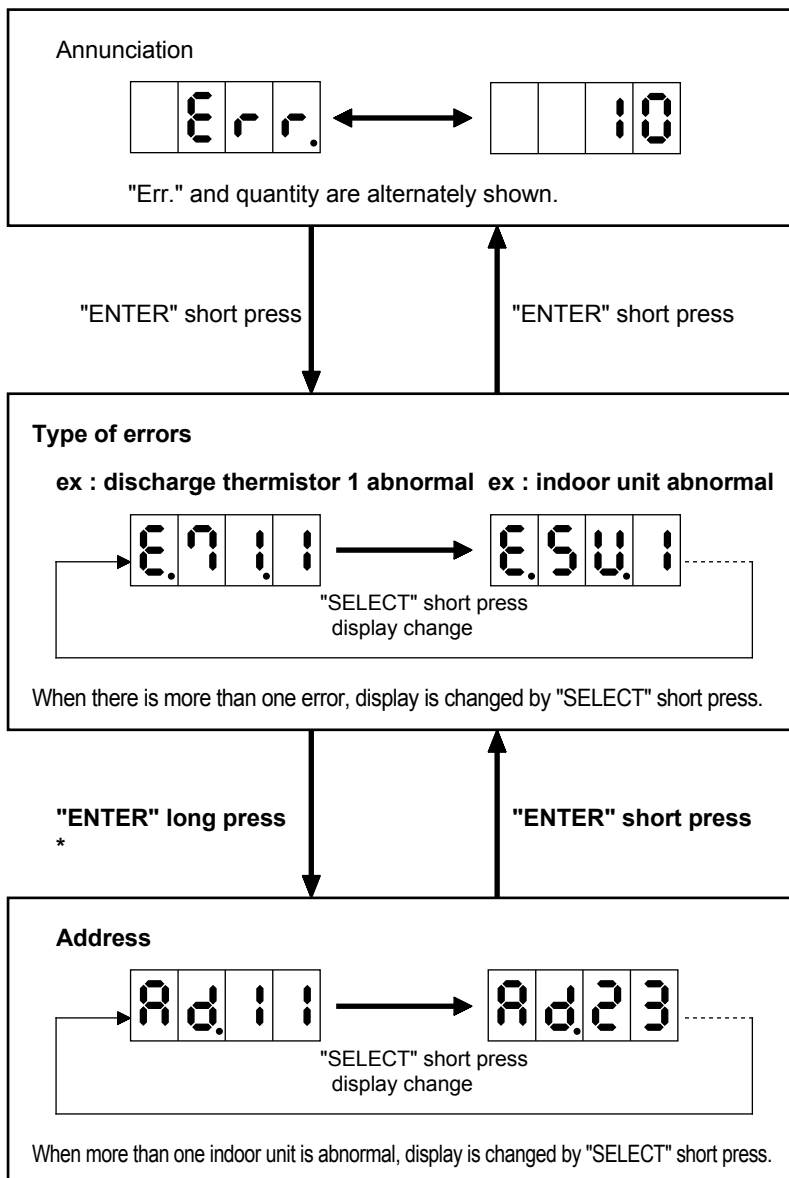 Annunciation
Err. 10
"Err." and quantity are alternately shown.
"ENTER" short press "ENTER" short press
Type of errors
ex : discharge thermistor 1 abnormal ex : indoor unit abnormal
E.71.1 E.5U.1
"SELECT" short press
display change
When there is more than one error, display is changed by "SELECT" short press.
"ENTER" long press "ENTER" short press
*
Address
Ad.11 Ad.23
"SELECT" short press
display change
When more than one indoor unit is abnormal, display is changed by "SELECT" short press.